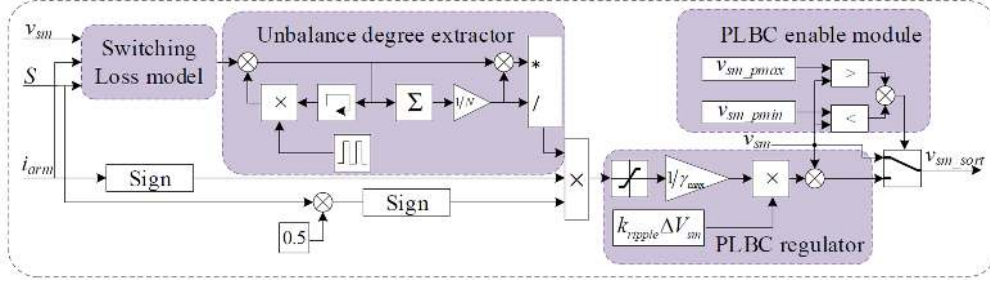 v_sm
S
i_arm
Switching
Loss model
Unbalance degree extractor
×
Σ
1/N
*
/
Sign
0.5
Sign
×
PLBC enable module
v_sm_pmax
>
v_sm_pmin
<
v_sm
v_sm_sort
1/γ_nom
×
k_ripple ΔV_sm
PLBC regulator